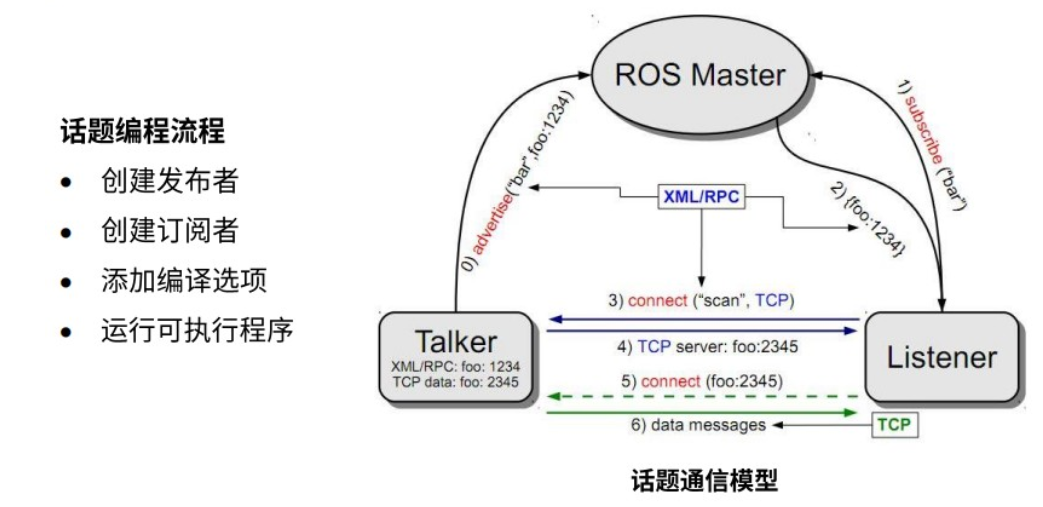 话题编程流程
• 创建发布者
• 创建订阅者
• 添加编译选项
• 运行可执行程序
ROS Master
0) advertise("bar",foo:1234)
1) subscribe ("bar")
XML/RPC
2) {foo:1234}
3) connect ("scan", TCP)
4) TCP server: foo:2345
Talker
XML/RPC: foo: 1234
TCP data: foo: 2345
Listener
5) connect (foo:2345)
6) data messages
TCP
话题通信模型